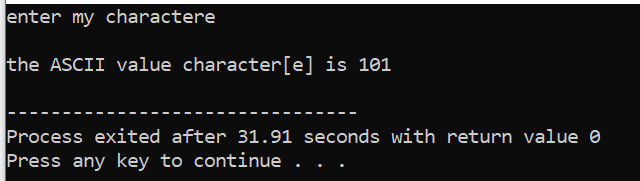 enter my charactere
the ASCII value character[e] is 101
--------------------------------
Process exited after 31.91 seconds with return value 0
Press any key to continue . . .